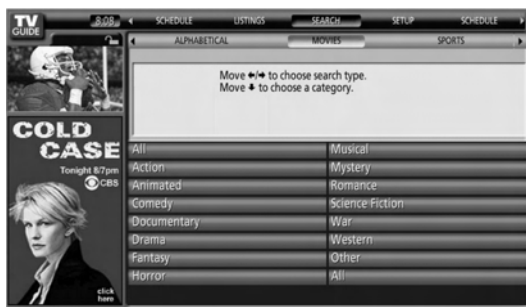 TV
GUIDE
8:08
SCHEDULE LISTINGS SEARCH SETUP SCHEDULE
ALPHABETICAL MOVIES SPORTS
Move ←/→ to choose search type.
Move ↓ to choose a category.
COLD
CASE
Tonight 8/7pm
CBS
click
here
All Musical
Action Mystery
Animated Romance
Comedy Science Fiction
Documentary War
Drama Western
Fantasy Other
Horror All